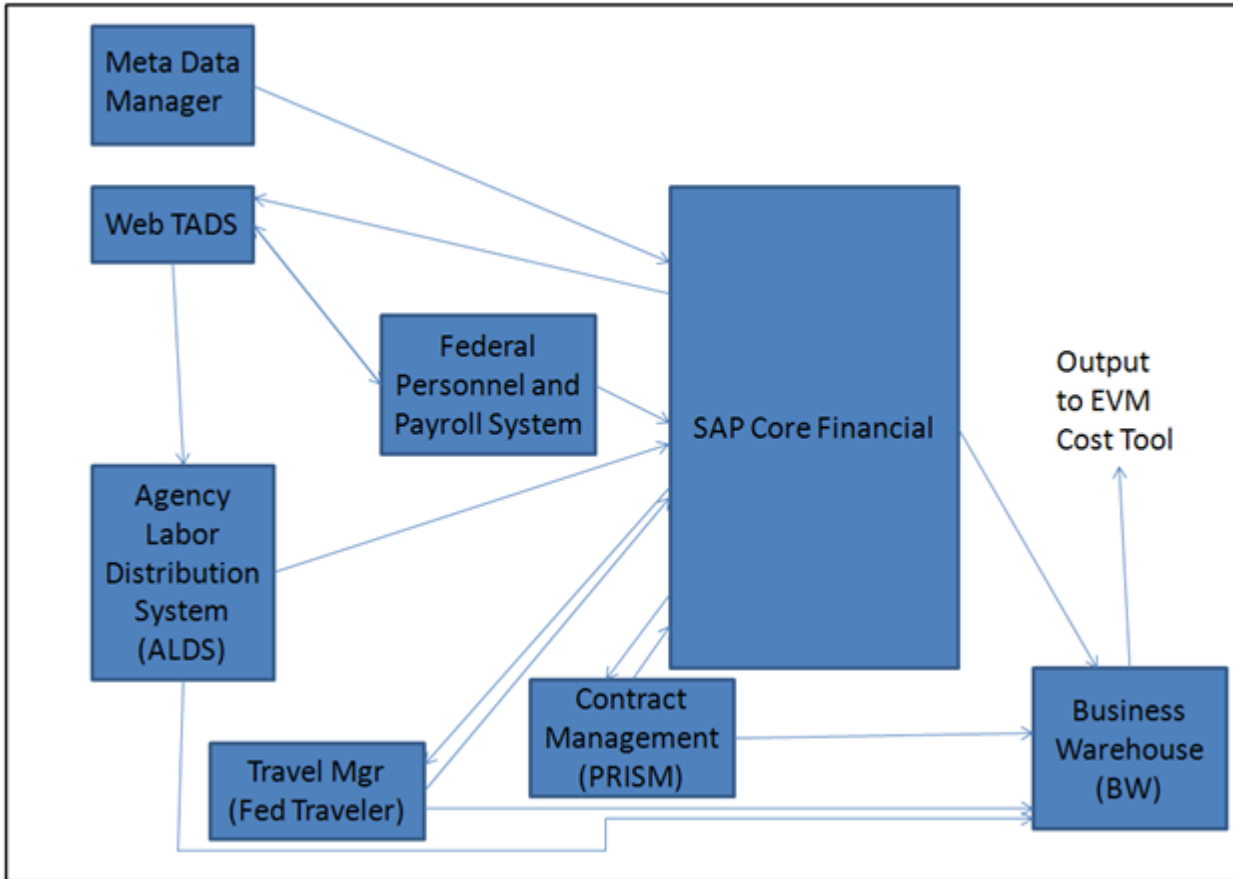 Meta Data
Manager
Web TADS
Federal
Personnel and
Payroll System
SAP Core Financial
Output
to EVM
Cost Tool
Agency
Labor
Distribution
System
(ALDS)
Contract
Management
(PRISM)
Business
Warehouse
(BW)
Travel Mgr
(Fed Traveler)